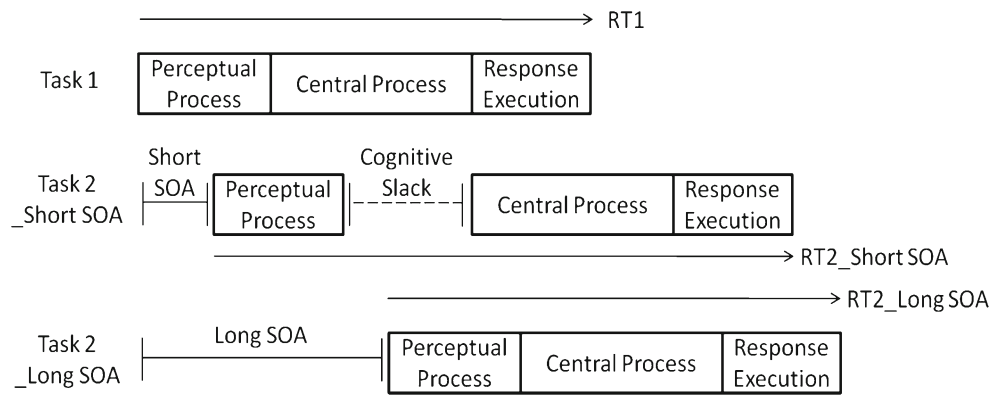 RT1
Task 1
Perceptual
Process
Central Process
Response
Execution
Task 2
_Short SOA
Short
SOA
Perceptual
Process
Cognitive
Slack
Central Process
Response
Execution
RT2_Short SOA
RT2_Long SOA
Task 2
_Long SOA
Long SOA
Perceptual
Process
Central Process
Response
Execution